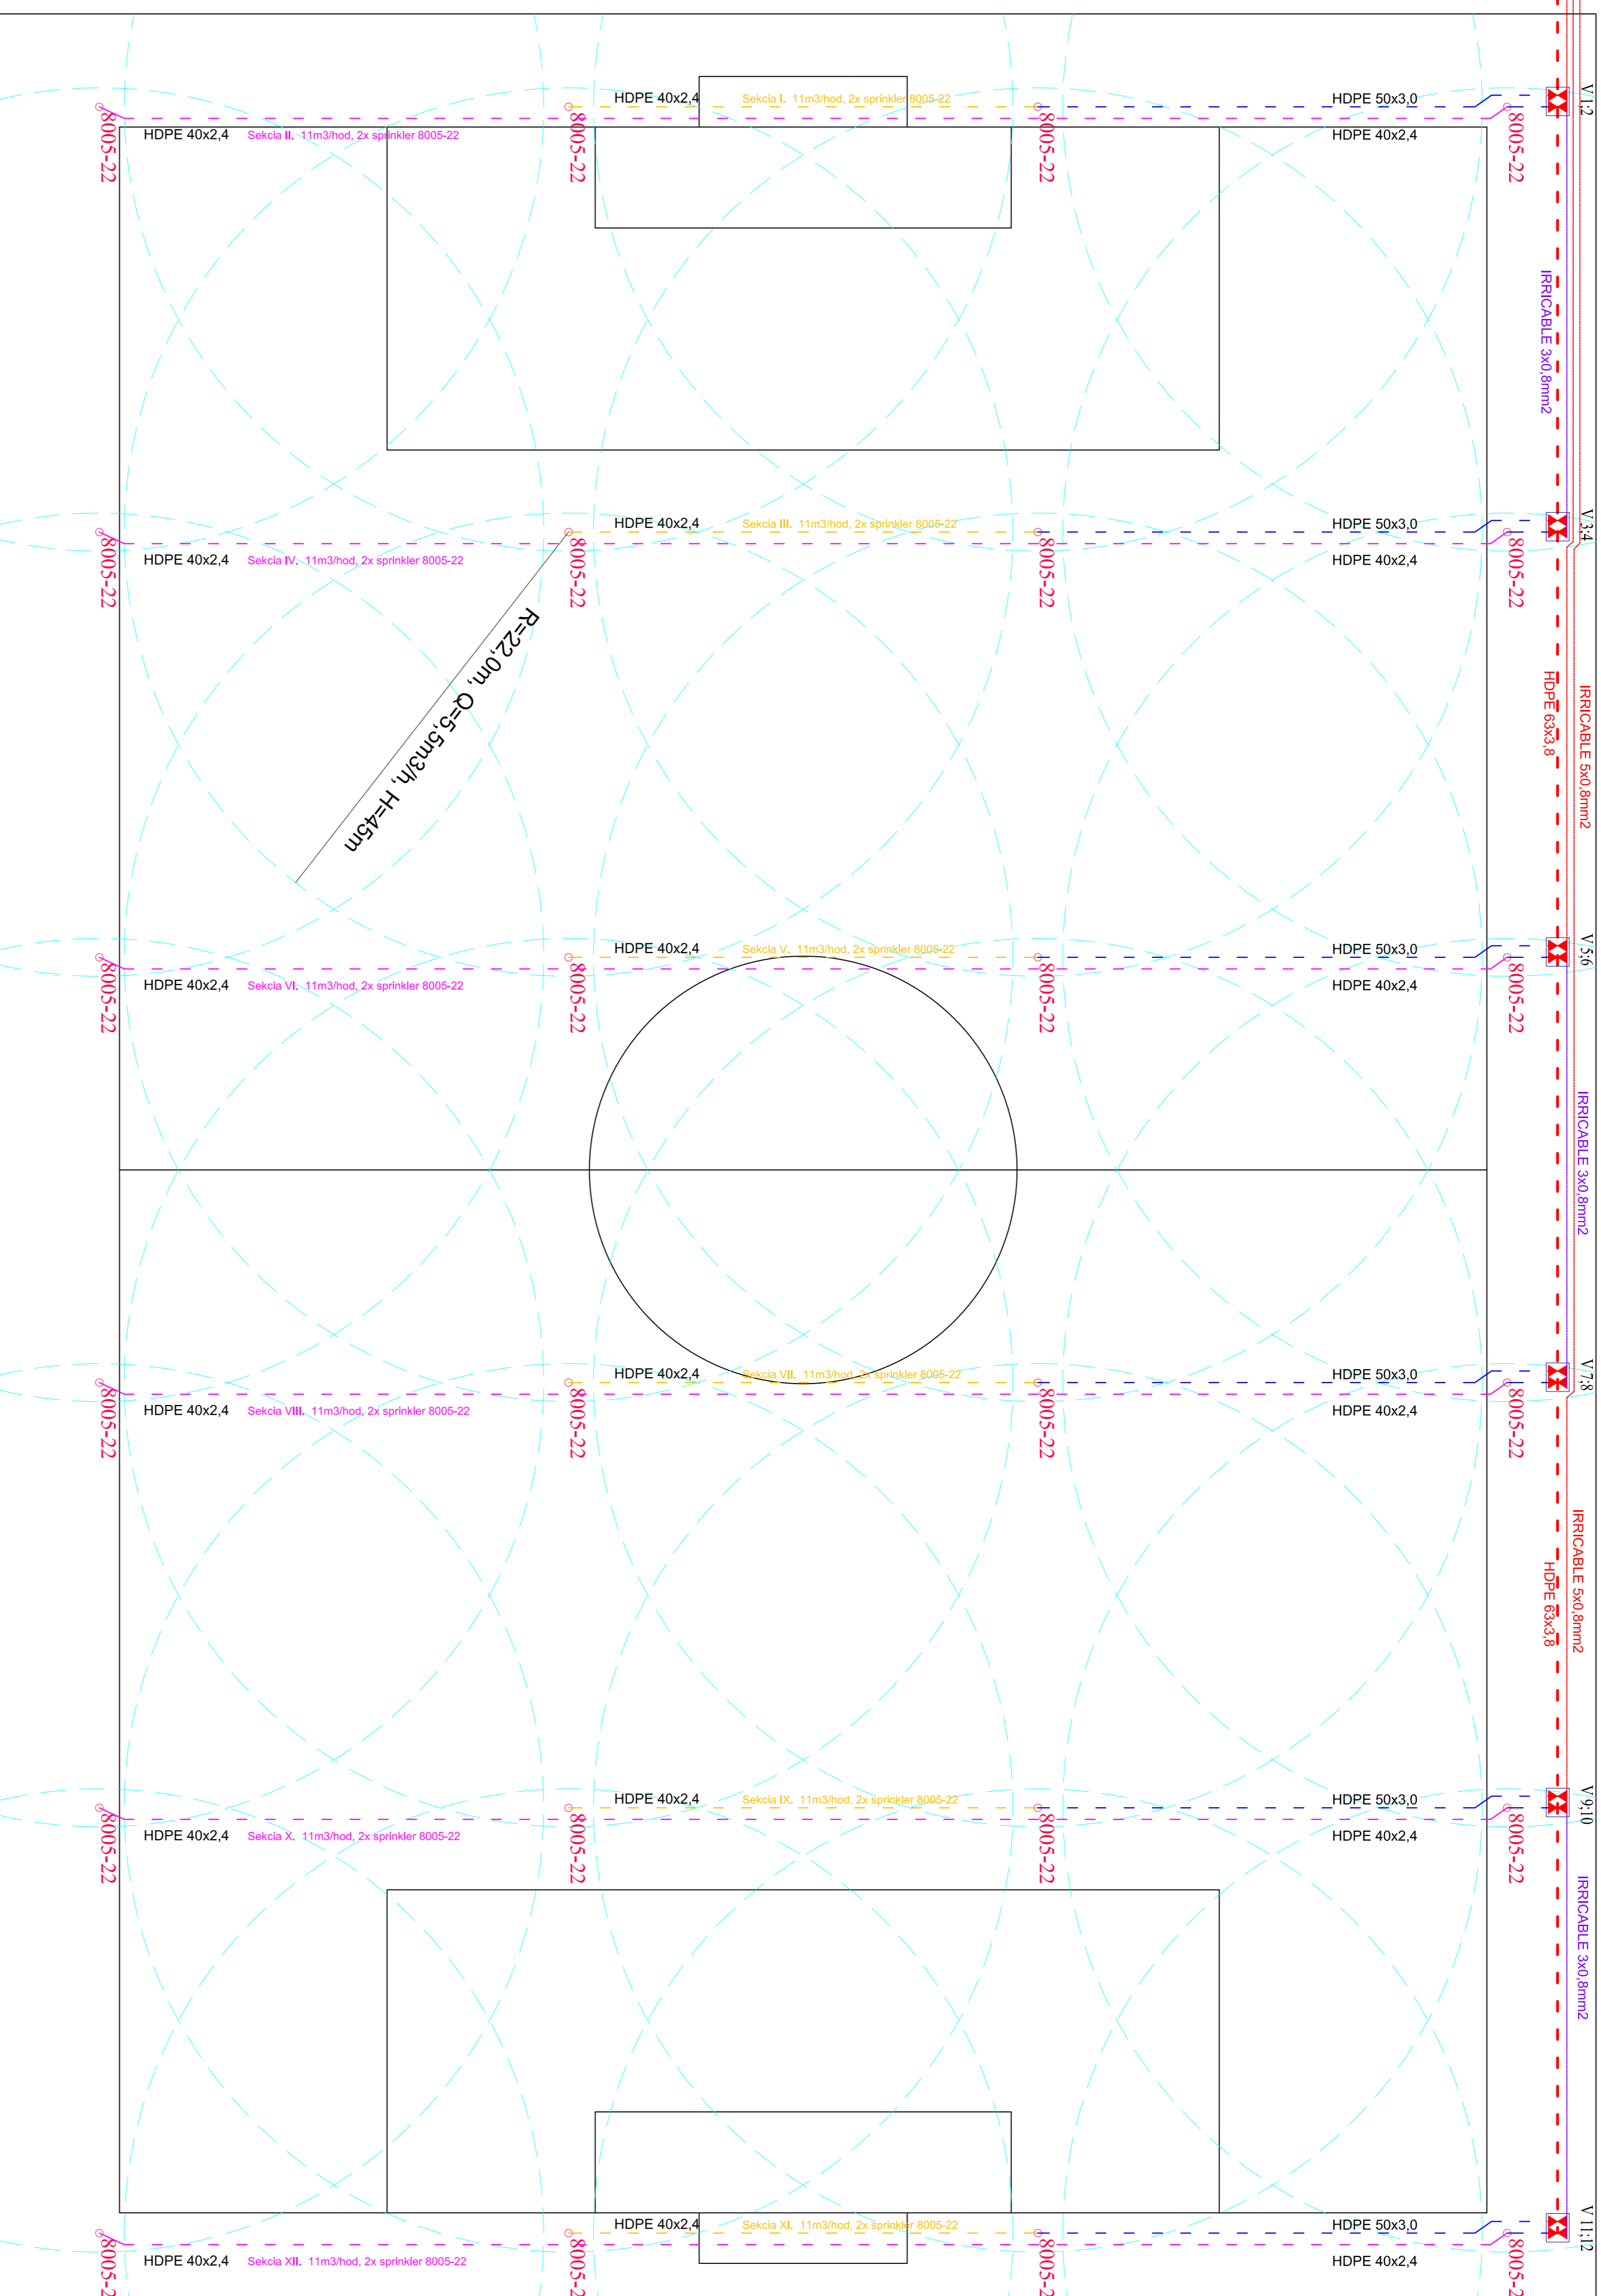 V 1;2
HDPE 40x2,4
Sekcia I. 11m3/hod, 2x sprinkler 8005-22
HDPE 50x3,0
HDPE 40x2,4
Sekcia II. 11m3/hod, 2x sprinkler 8005-22
HDPE 40x2,4
8005-22
8005-22
8005-22
8005-22
IRRICABLE 3x0,8mm2
V 3;4
HDPE 40x2,4
Sekcia III. 11m3/hod, 2x sprinkler 8005-22
HDPE 50x3,0
HDPE 40x2,4
Sekcia IV. 11m3/hod, 2x sprinkler 8005-22
HDPE 40x2,4
8005-22
8005-22
8005-22
8005-22
R=22,0m, Q=5,5m3/h, H=45m
HDPE 63x3,8
IRRICABLE 5x0,8mm2
V 5;6
HDPE 40x2,4
Sekcia V. 11m3/hod, 2x sprinkler 8005-22
HDPE 50x3,0
HDPE 40x2,4
Sekcia VI. 11m3/hod, 2x sprinkler 8005-22
HDPE 40x2,4
8005-22
8005-22
8005-22
8005-22
IRRICABLE 3x0,8mm2
V 7;8
HDPE 40x2,4
Sekcia VII. 11m3/hod, 2x sprinkler 8005-22
HDPE 50x3,0
HDPE 40x2,4
Sekcia VIII. 11m3/hod, 2x sprinkler 8005-22
HDPE 40x2,4
8005-22
8005-22
8005-22
8005-22
HDPE 63x3,8
IRRICABLE 5x0,8mm2
V 9;10
HDPE 40x2,4
Sekcia IX. 11m3/hod, 2x sprinkler 8005-22
HDPE 50x3,0
HDPE 40x2,4
Sekcia X. 11m3/hod, 2x sprinkler 8005-22
HDPE 40x2,4
8005-22
8005-22
8005-22
8005-22
IRRICABLE 3x0,8mm2
V 11;12
HDPE 40x2,4
Sekcia XI. 11m3/hod, 2x sprinkler 8005-22
HDPE 50x3,0
HDPE 40x2,4
Sekcia XII. 11m3/hod, 2x sprinkler 8005-22
HDPE 40x2,4
8005-2
8005-2
8005-2
8005-2